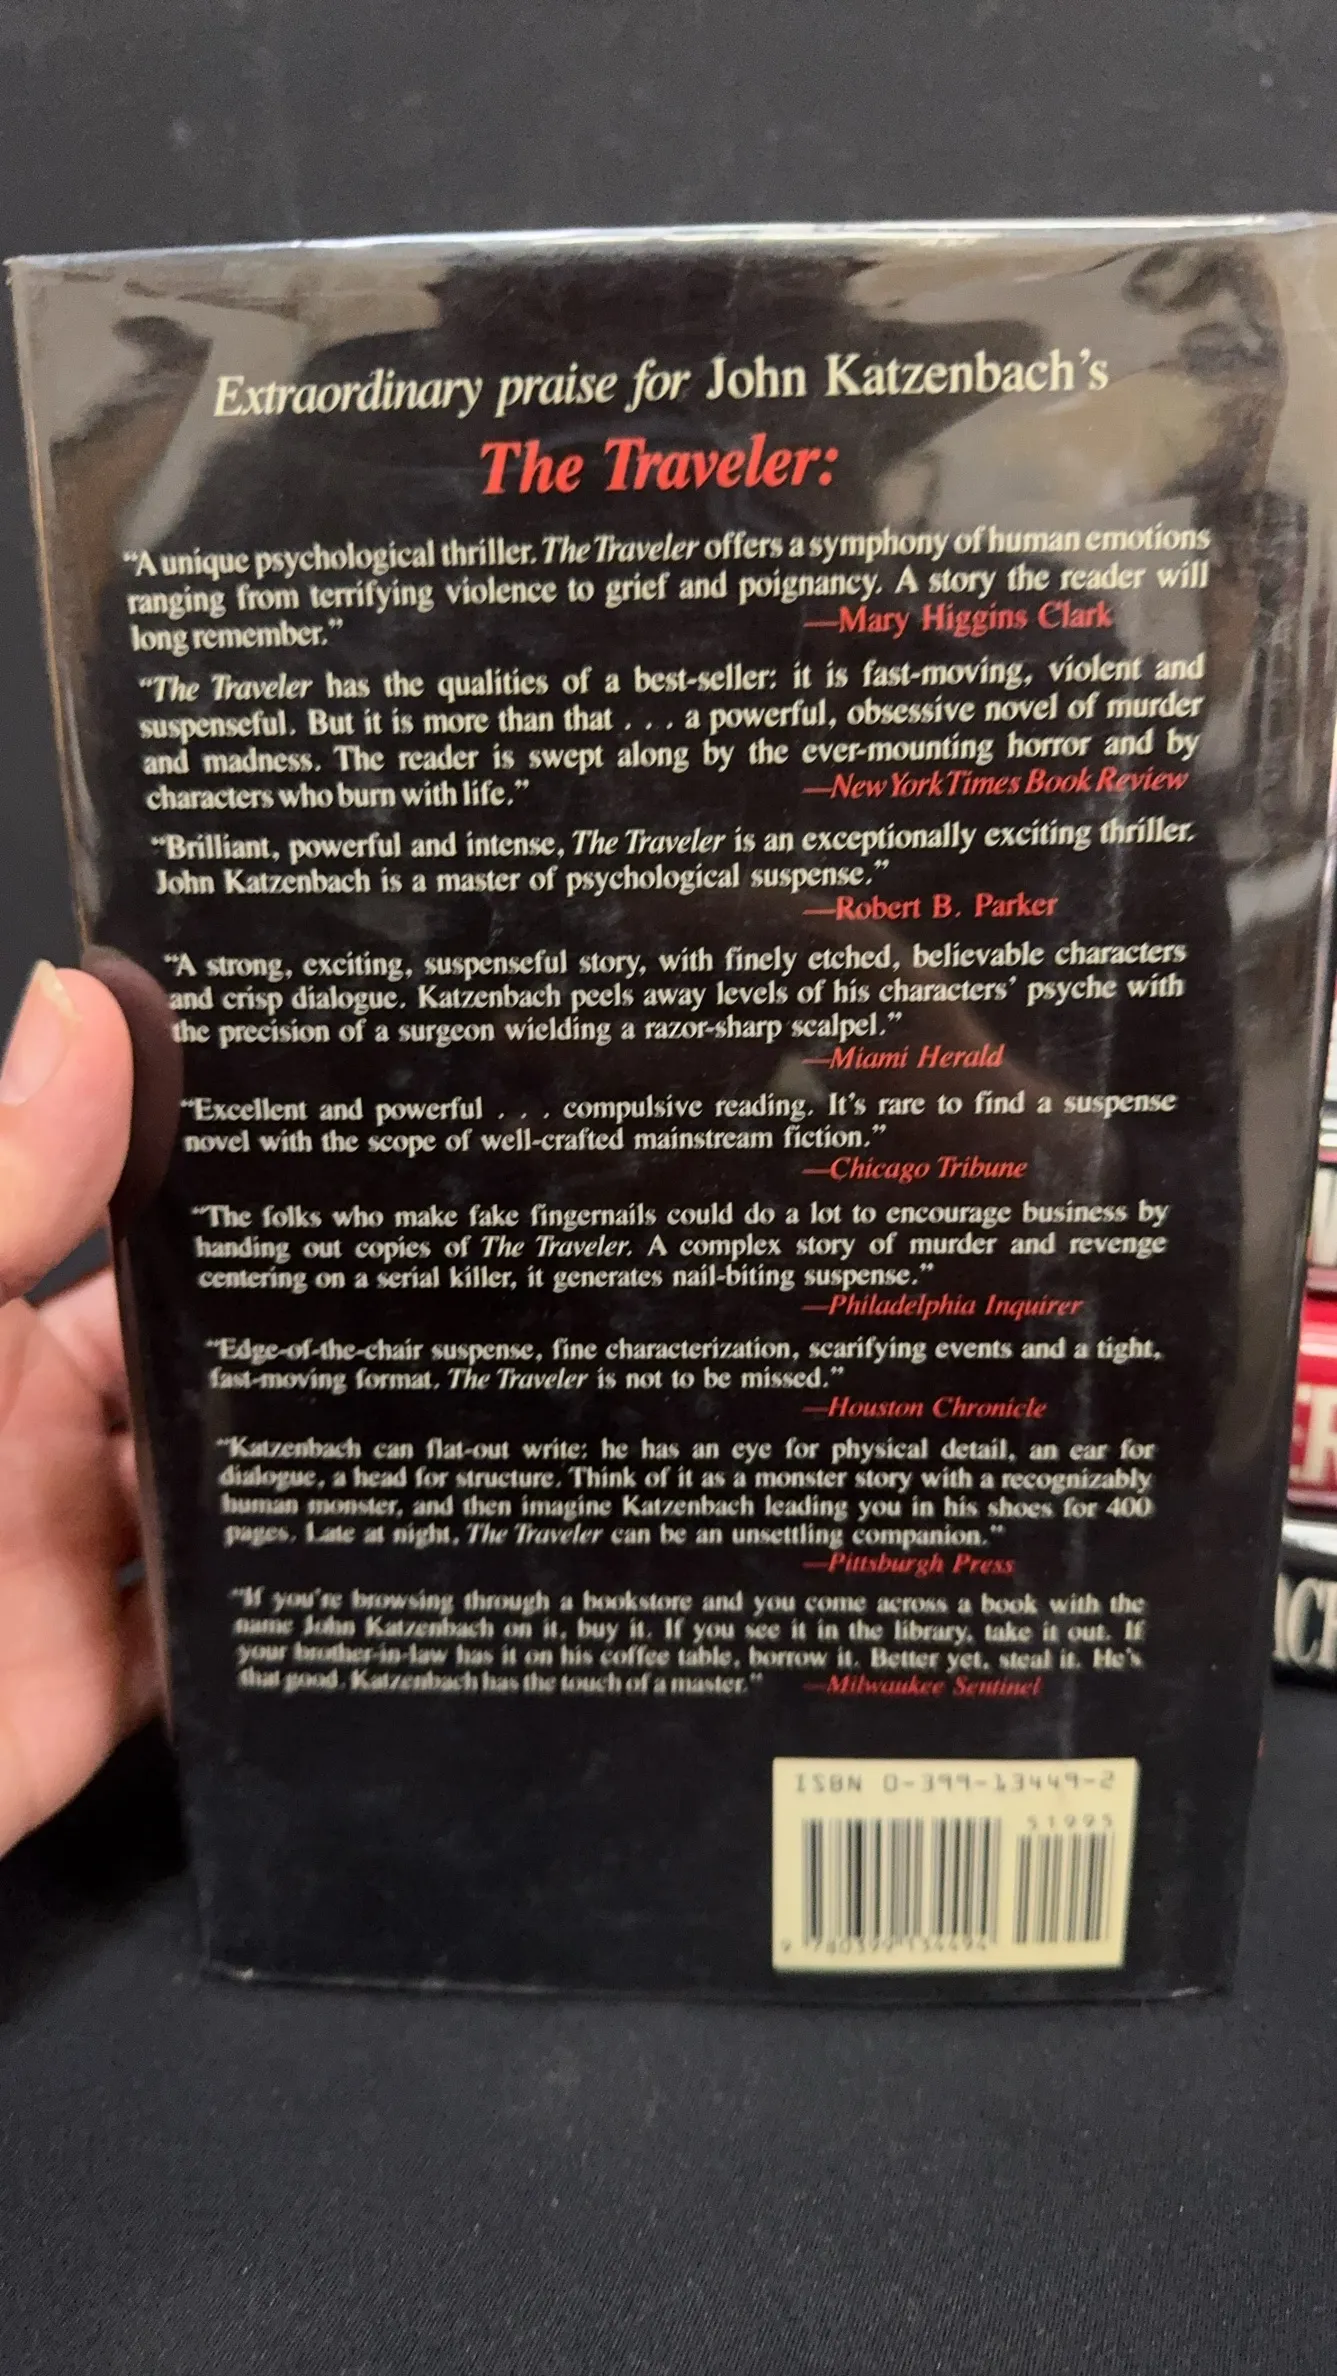 Extraordinary praise for John Katzenbach's
The Traveler:
“A unique psychological thriller. The Traveler offers a symphony of human emotions
ranging from terrifying violence to grief and poignancy. A story the reader will
long remember.” —Mary Higgins Clark
“The Traveler has the qualities of a best-seller: it is fast-moving, violent and
suspenseful. But it is more than that . . . a powerful, obsessive novel of murder
and madness. The reader is swept along by the ever-mounting horror and by
characters who burn with life.” —New York Times Book Review
“Brilliant, powerful and intense, The Traveler is an exceptionally exciting thriller.
John Katzenbach is a master of psychological suspense.”
—Robert B. Parker
“A strong, exciting, suspenseful story, with finely etched, believable characters
and crisp dialogue. Katzenbach peels away levels of his characters’ psyche with
the precision of a surgeon wielding a razor-sharp scalpel.”
—Miami Herald
“Excellent and powerful . . . compulsive reading. It’s rare to find a suspense
novel with the scope of well-crafted mainstream fiction.”
—Chicago Tribune
“The folks who make fake fingernails could do a lot to encourage business by
handing out copies of The Traveler. A complex story of murder and revenge
centering on a serial killer, it generates nail-biting suspense.”
—Philadelphia Inquirer
“Edge-of-the-chair suspense, fine characterization, scarifying events and a tight,
fast-moving format. The Traveler is not to be missed.”
—Houston Chronicle
“Katzenbach can flat-out write: he has an eye for physical detail, an ear for
dialogue, a head for structure. Think of it as a monster story with a recognizably
human monster, and then imagine Katzenbach leading you in his shoes for 400
pages. Late at night, The Traveler can be an unsettling companion.”
—Pittsburgh Press
“If you’re browsing through a bookstore and you come across a book with the
name John Katzenbach on it, buy it. If you see it in the library, take it out. If
your brother-in-law has it on his coffee table, borrow it. Better yet, steal it. He’s
that good. Katzenbach has the touch of a master.” —Milwaukee Sentinel
ISBN 0-399-13449-2
51995
9 780399 134494